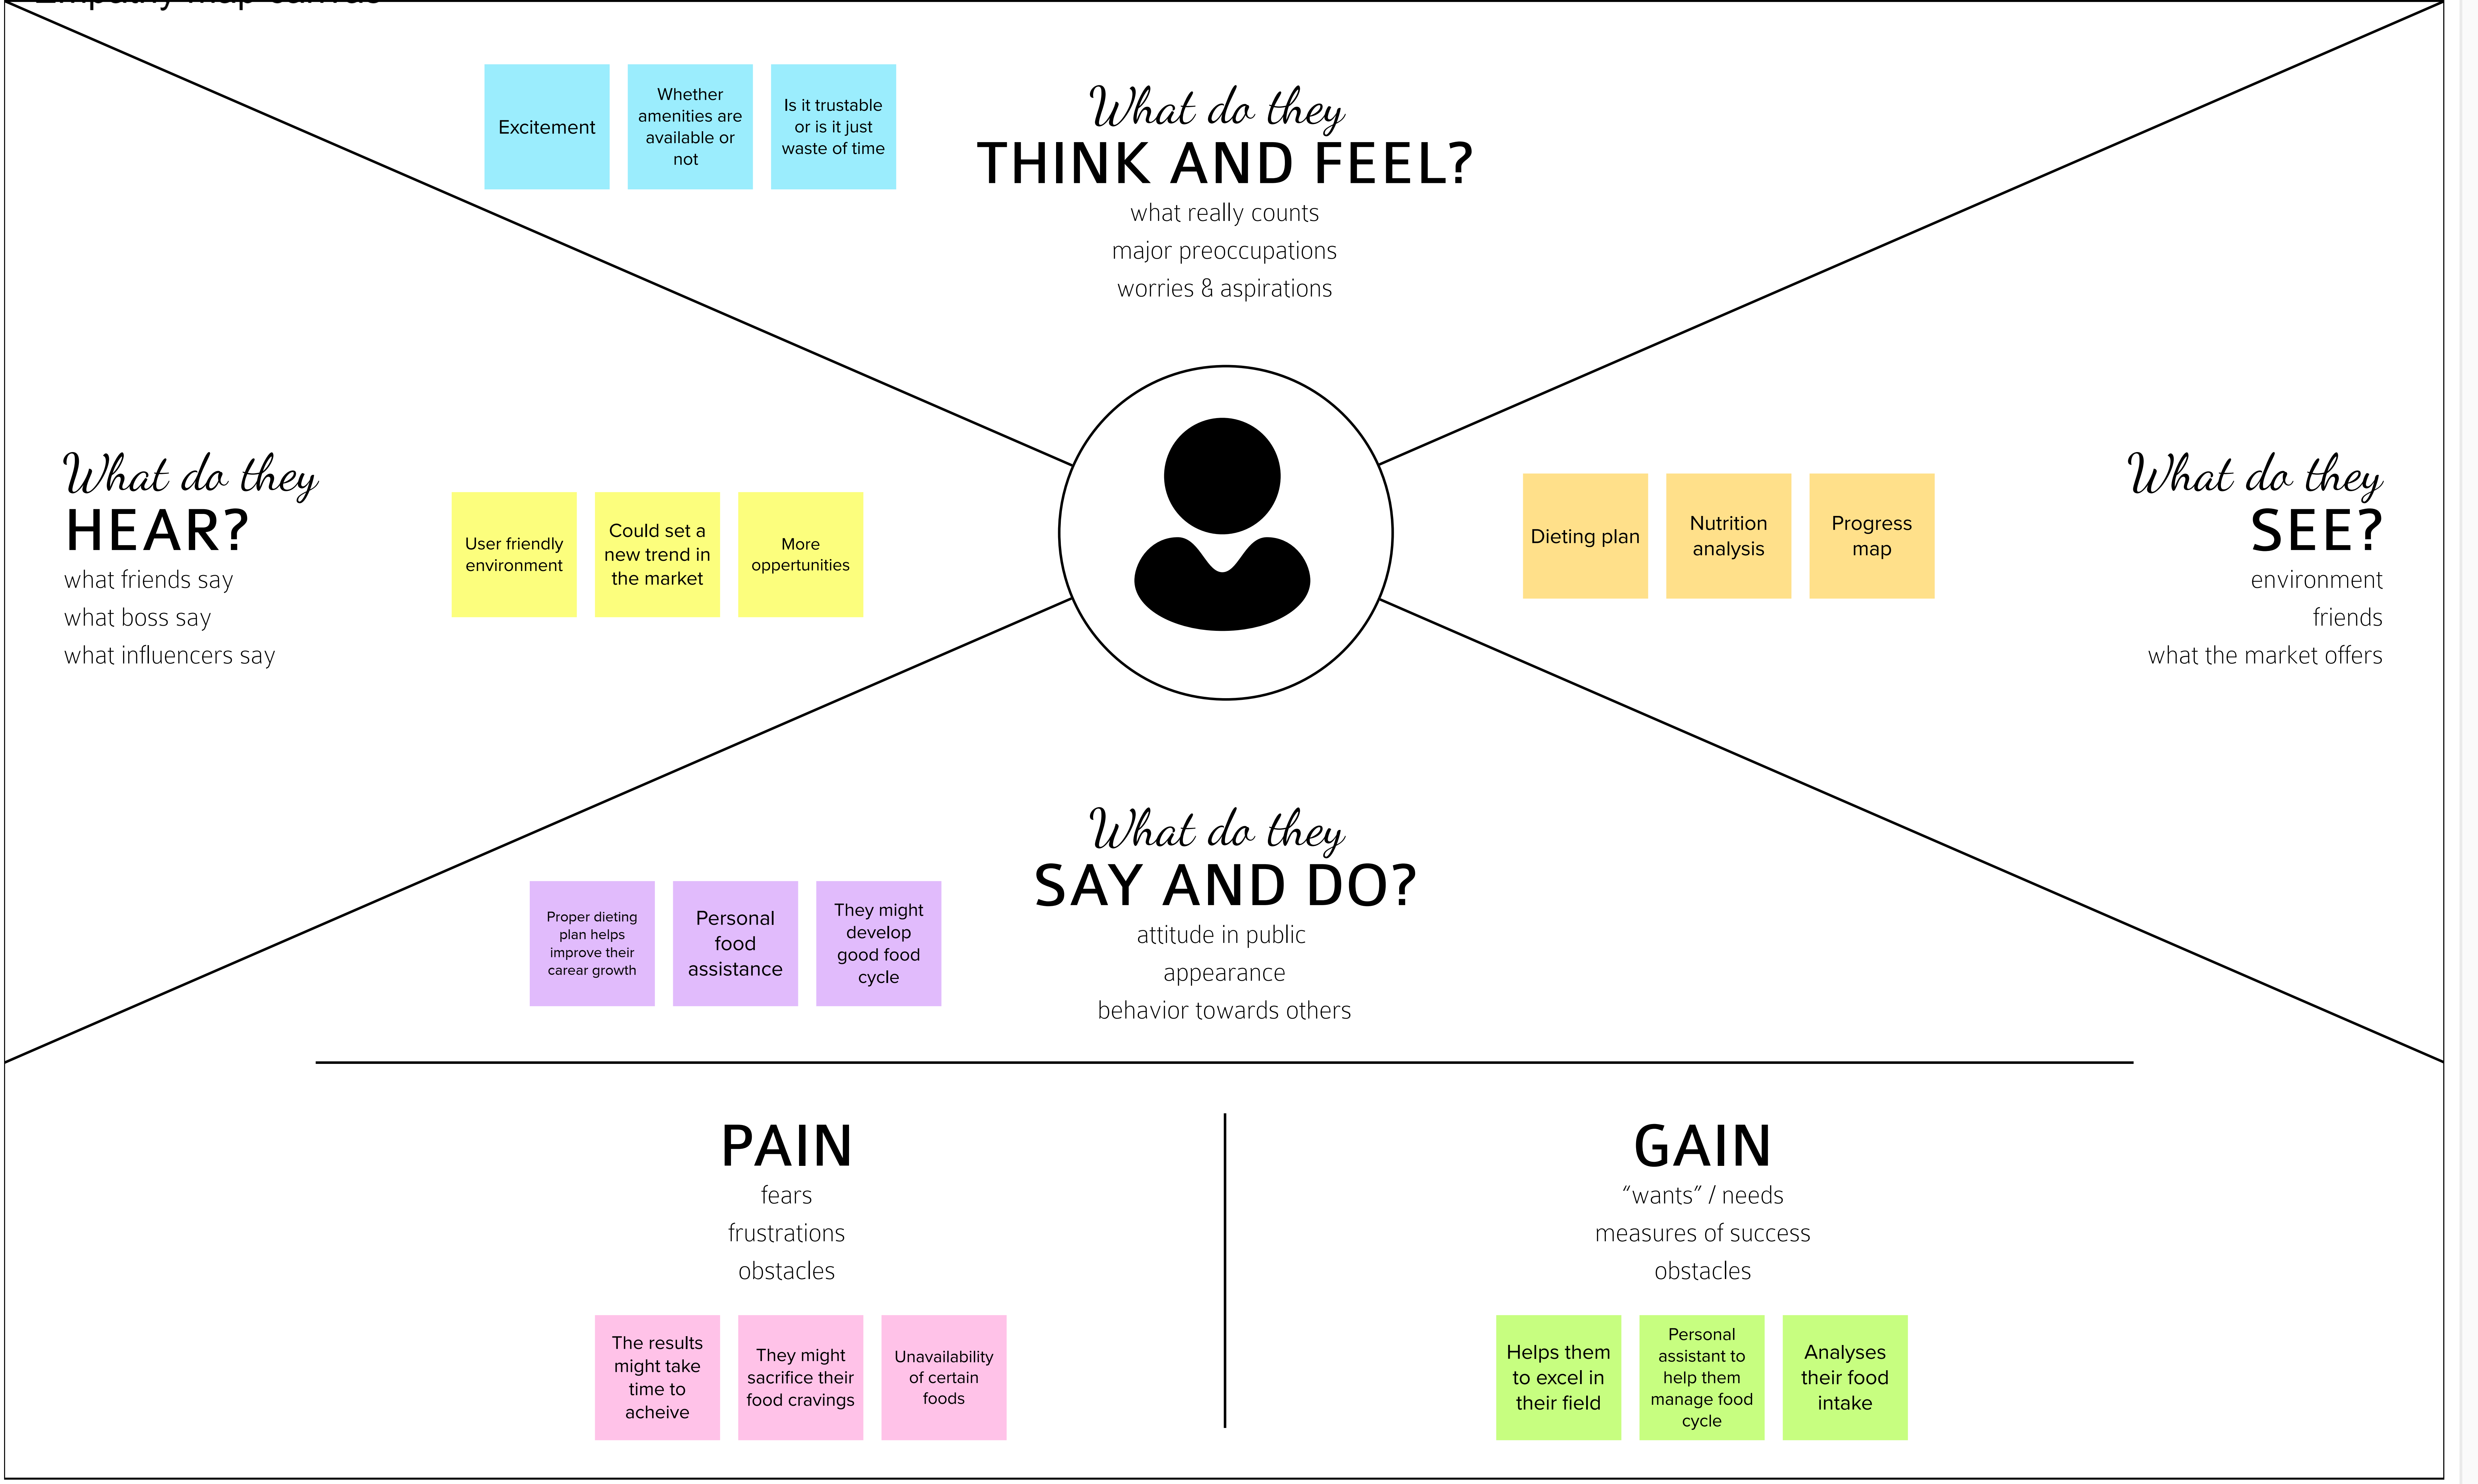 Empathy map canvas
Excitement
Whether
amenities are
available or
not
Is it trustable
or is it just
waste of time
What do they
THINK AND FEEL?
what really counts
major preoccupations
worries & aspirations
What do they
HEAR?
what friends say
what boss say
what influencers say
User friendly
environment
Could set a
new trend in
the market
More
oppertunities
Dieting plan
Nutrition
analysis
Progress
map
What do they
SEE?
environment
friends
what the market offers
What do they
SAY AND DO?
attitude in public
appearance
behavior towards others
Proper dieting
plan helps
improve their
carear growth
Personal
food
assistance
They might
develop
good food
cycle
PAIN
fears
frustrations
obstacles
The results
might take
time to
acheive
They might
sacrifice their
food cravings
Unavailability
of certain
foods
GAIN
“wants” / needs
measures of success
obstacles
Helps them
to excel in
their field
Personal
assistant to
help them
manage food
cycle
Analyses
their food
intake